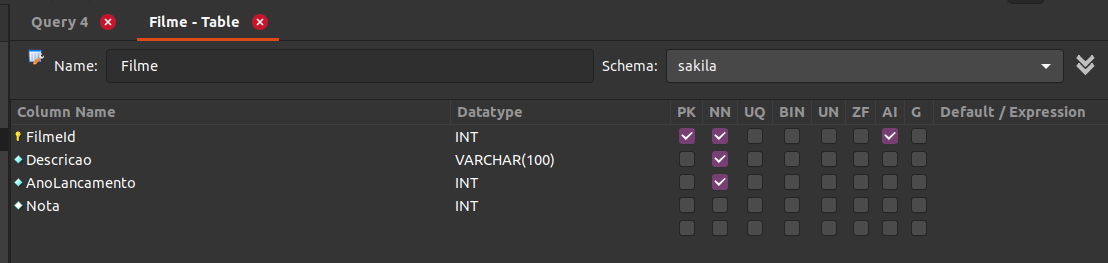 Query 4 Filme - Table
Name: Filme Schema: sakila
Column Name Datatype PK NN UQ BIN UN ZF AI G Default / Expression
FilmeId INT
Descricao VARCHAR(100)
AnoLancamento INT
Nota INT